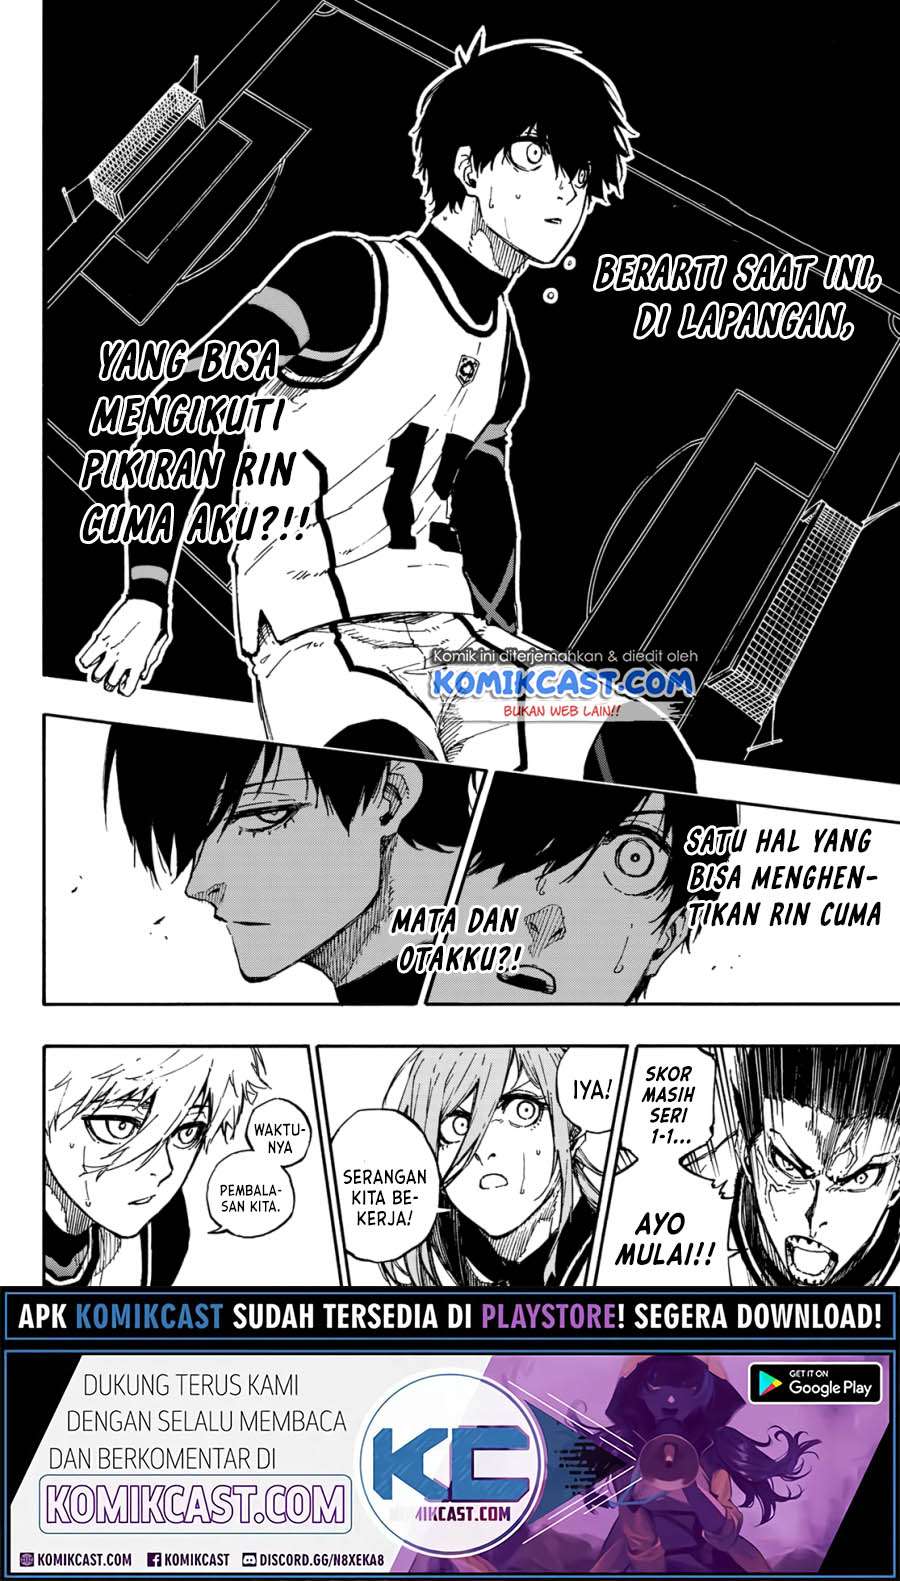 BERARTI SAAT INI,
DI LAPANGAN,
YANG BISA
MENGIKUTI
PIKIRAN RIN
CUMA AKU?!!
Komik ini diterjemahkan & diedit oleh
KOMIKCAST.COM
BUKAN WEB LAIN!!
SATU HAL YANG
BISA MENGHEN-
TIKAN RIN CUMA
MATA DAN
OTAKKU?!
SKOR
MASIH
SERI
1-1...
AYO
MULAI!!
IYA!
SERANGAN
KITA BE-
KERJA!
WAKTU-
NYA
PEMBALA-
SAN KITA.
APK KOMIKCAST SUDAH TERSEDIA DI PLAYSTORE! SEGERA DOWNLOAD!
DUKUNG TERUS KAMI
DENGAN SELALU MEMBACA
DAN BERKOMENTAR DI
KOMIKCAST.COM
KOMIKCAST.COM
KOMIKCAST
DISCORD.GG/N8XEKA8
KC
KOMIKCAST.COM
GET IT ON
Google Play